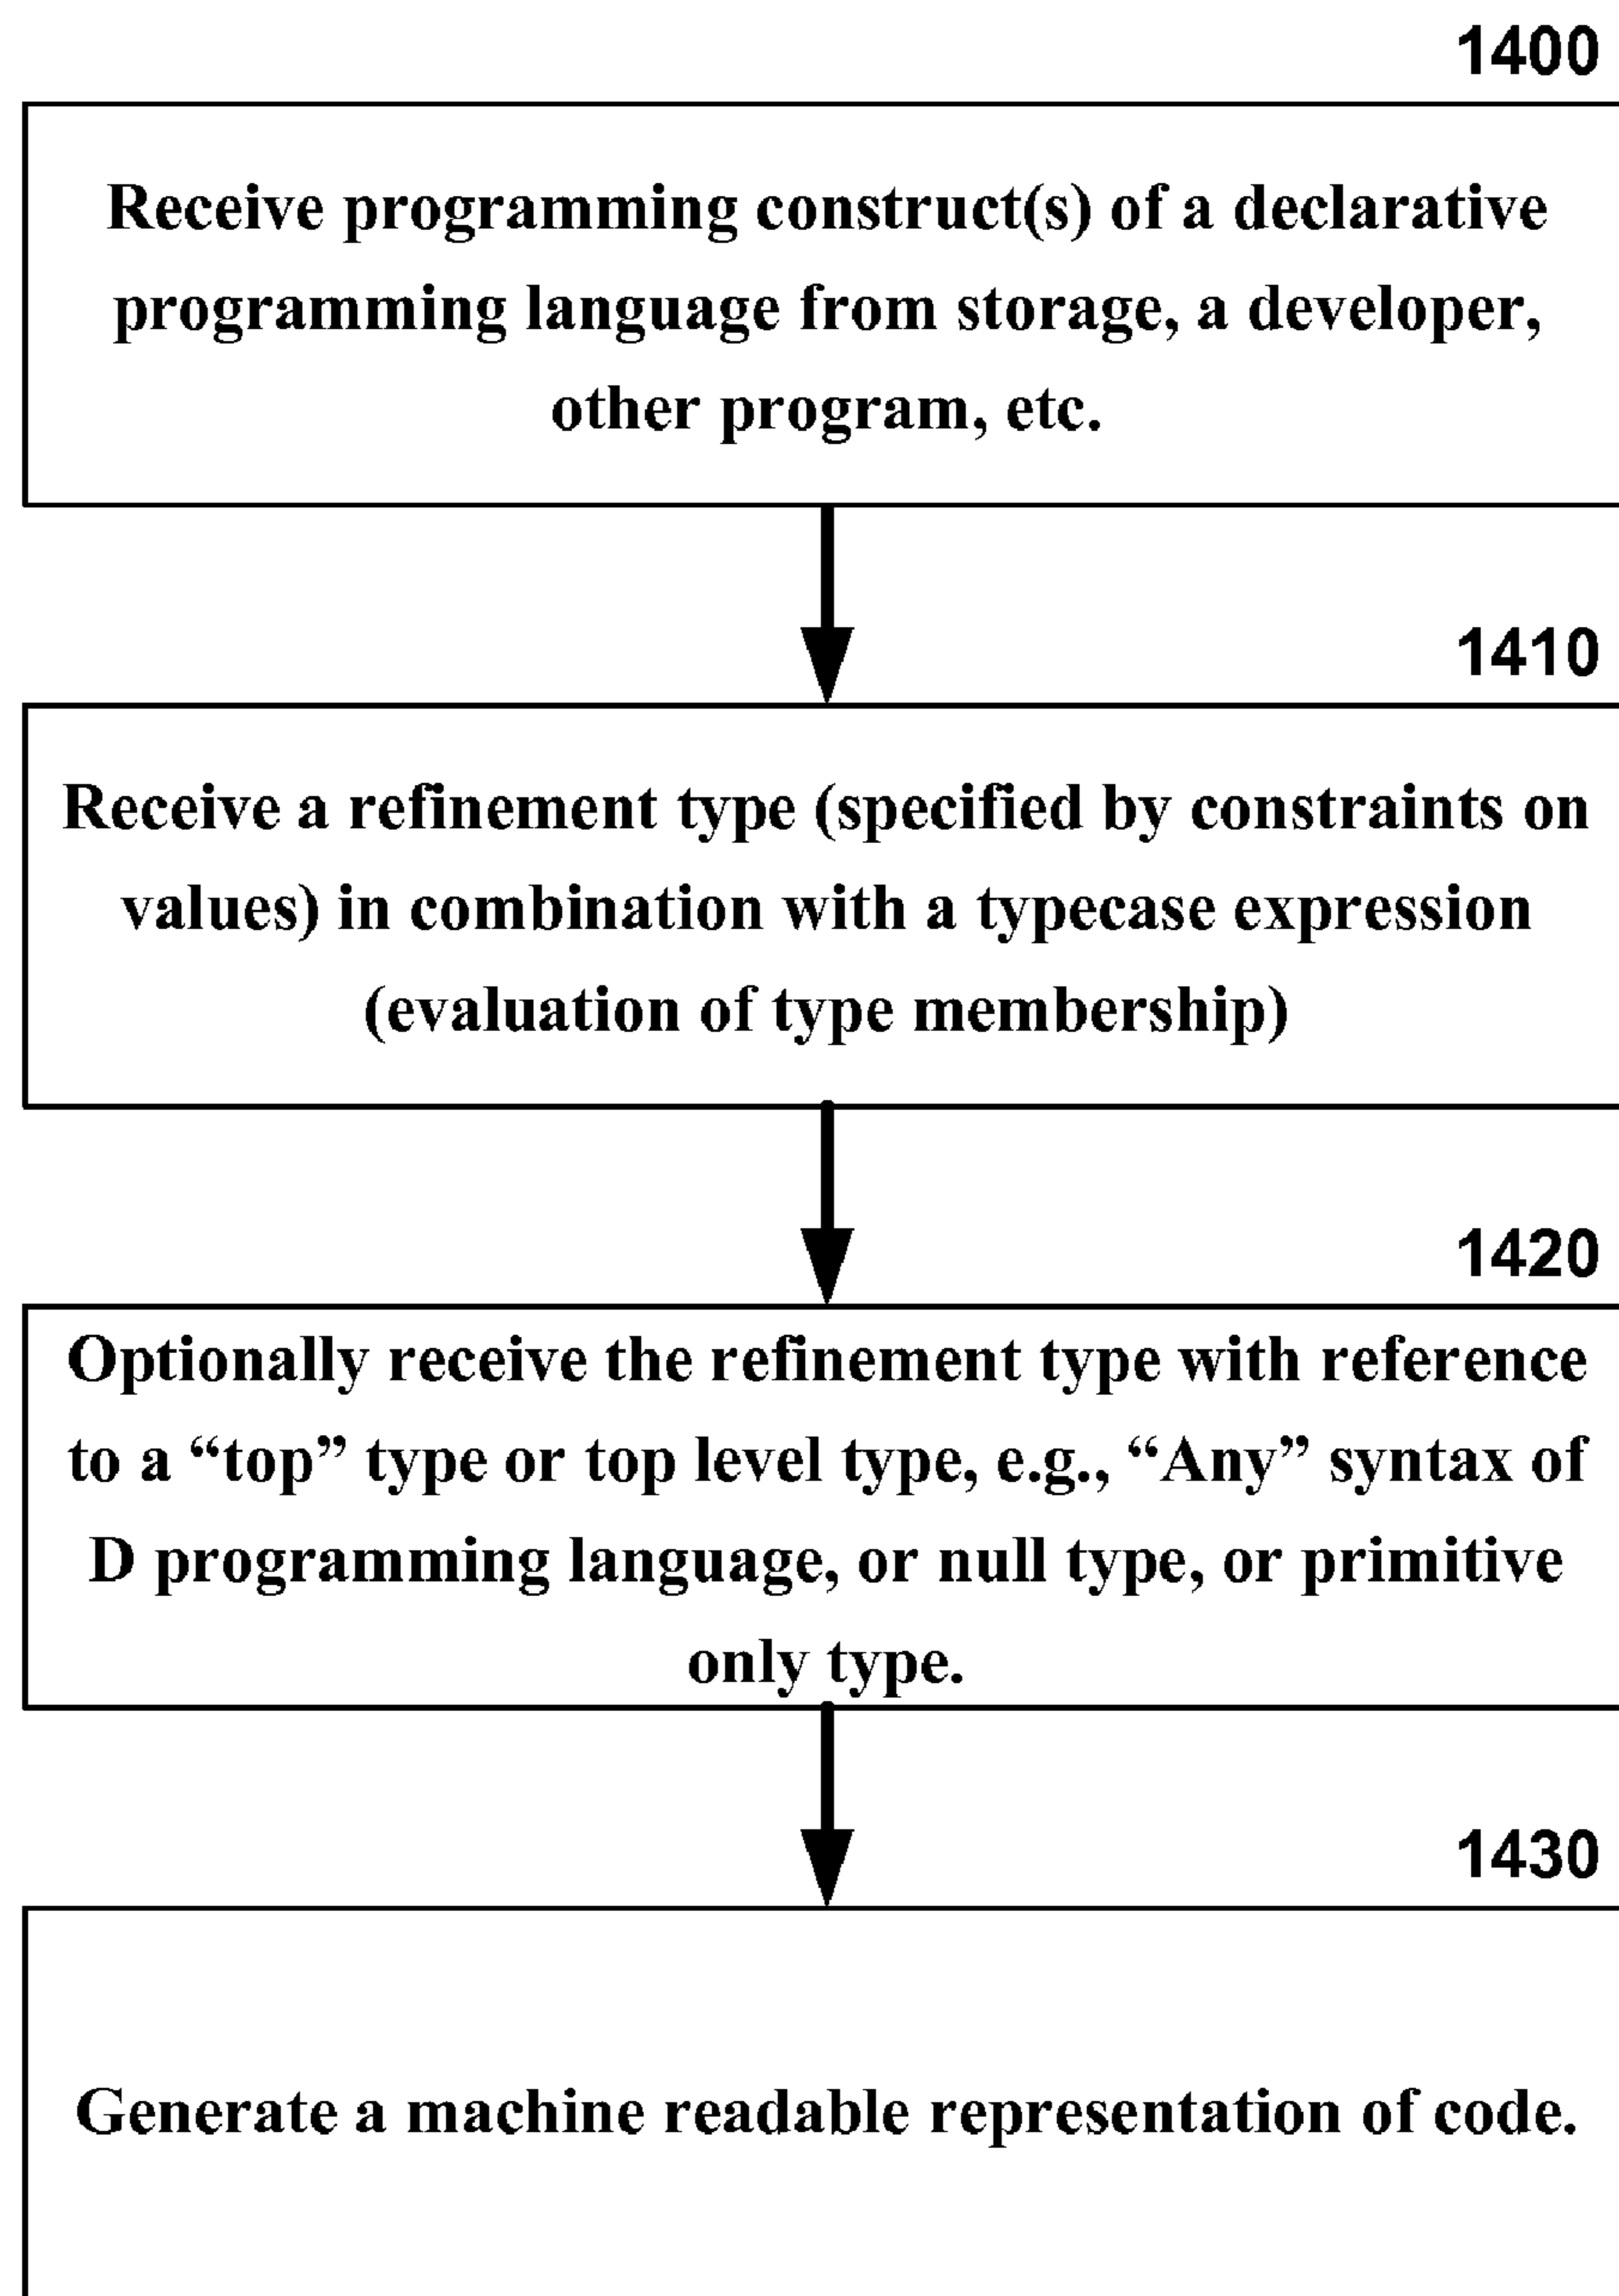 1400
Receive programming construct(s) of a declarative
programming language from storage, a developer,
other program, etc.
1410
Receive a refinement type (specified by constraints on
values) in combination with a typecase expression
(evaluation of type membership)
1420
Optionally receive the refinement type with reference
to a “top” type or top level type, e.g., “Any” syntax of
D programming language, or null type, or primitive
only type.
1430
Generate a machine readable representation of code.